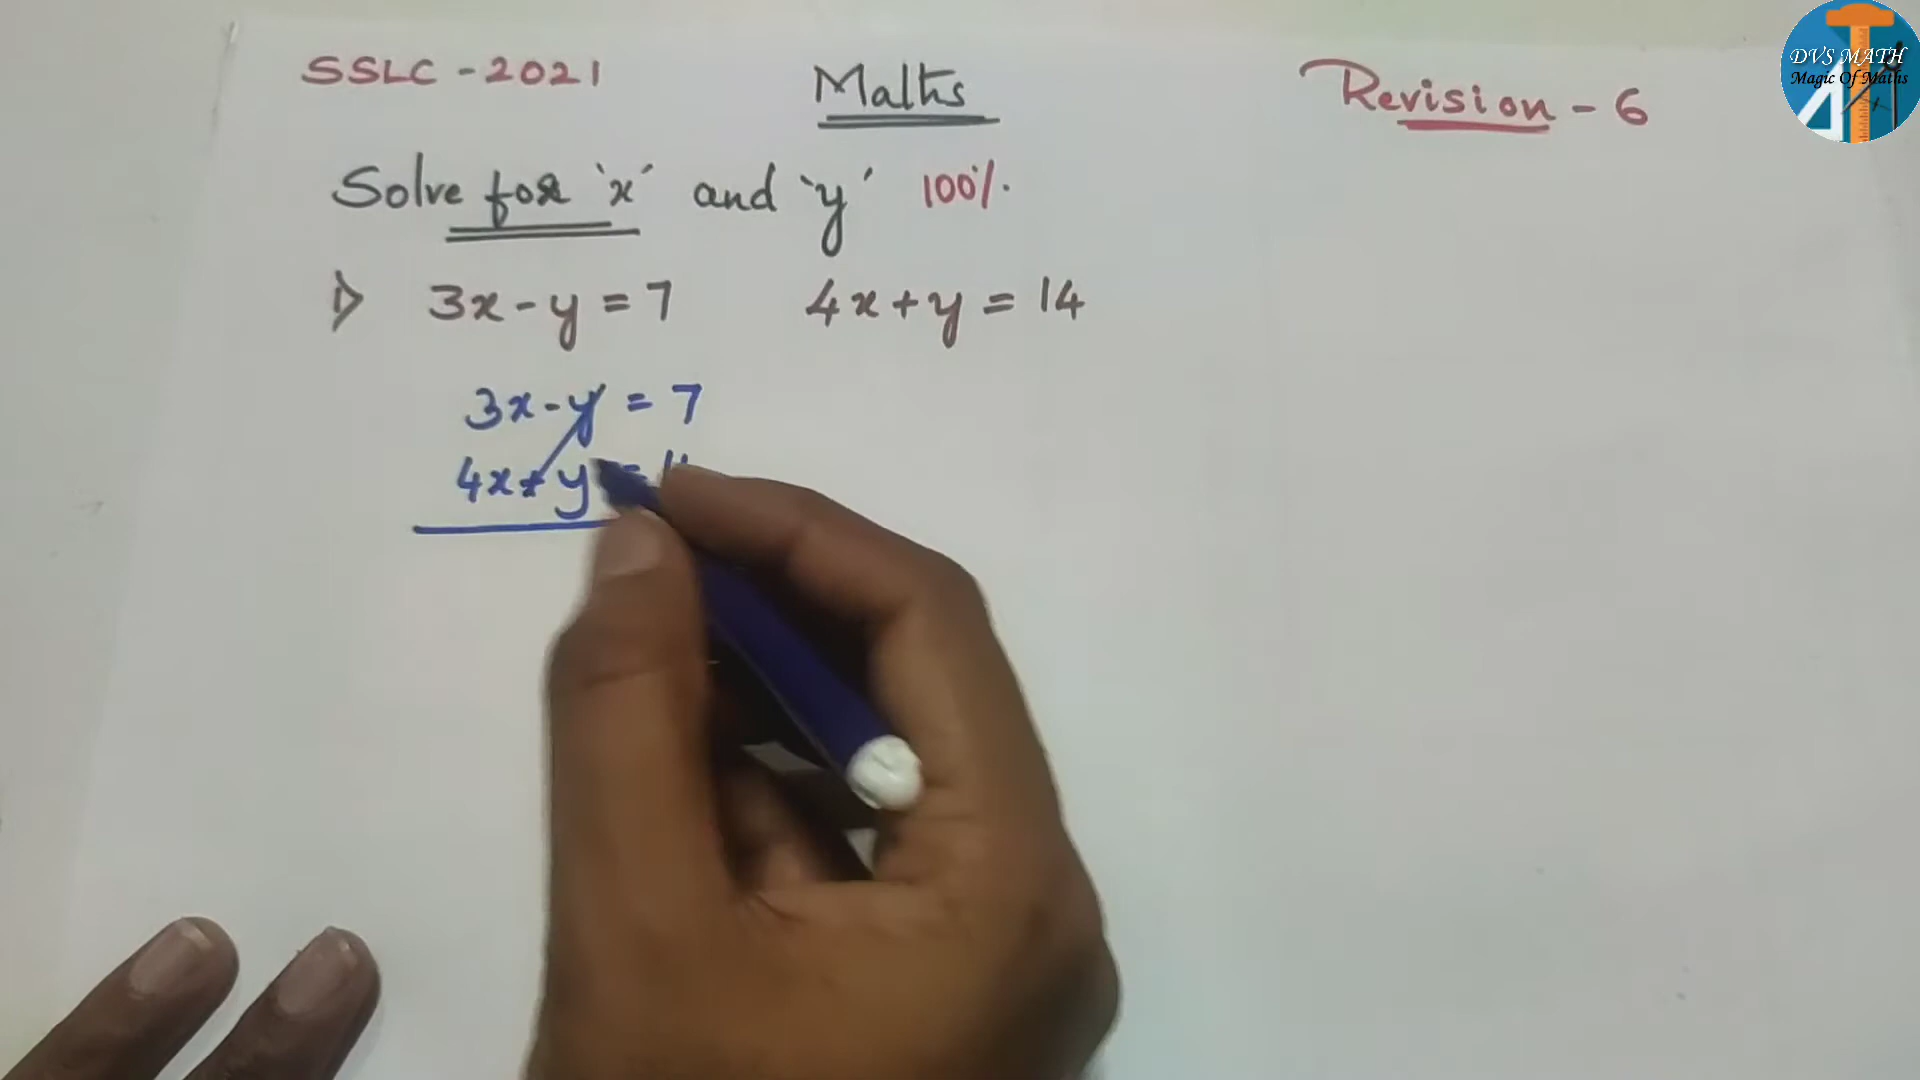 SSLC - 2021 Maths Revision - 6
DVS MATH
Magic Of Maths
Solve for 'x' and 'y' 100%.
1> 3x - y = 7 4x + y = 14
3x - y = 7
4x + y =